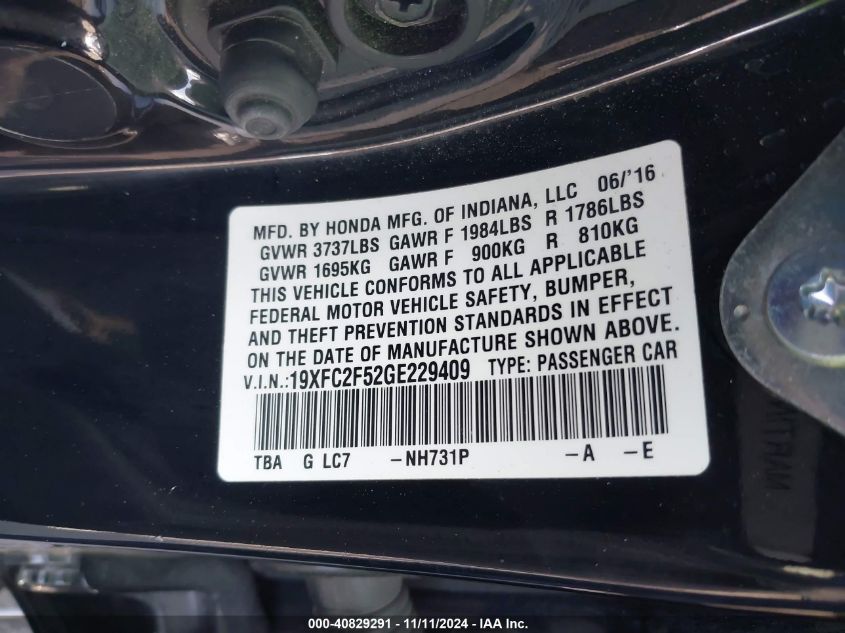 MFD. BY HONDA MFG. OF INDIANA, LLC 06/'16
GVWR 3737LBS GAWR F 1984LBS R 1786LBS
GVWR 1695KG GAWR F 900KG R 810KG
THIS VEHICLE CONFORMS TO ALL APPLICABLE
FEDERAL MOTOR VEHICLE SAFETY, BUMPER,
AND THEFT PREVENTION STANDARDS IN EFFECT
ON THE DATE OF MANUFACTURE SHOWN ABOVE.
V.I.N.:19XFC2F52GE229409 TYPE: PASSENGER CAR
TBA G LC7 -NH731P -A -E
000-40829291 - 11/11/2024 - IAA Inc.